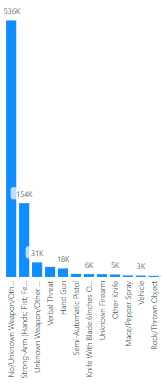 536K
154K
31K
18K
6K
5K
3K
No/Unknown Weapon/Oth...
Strong-Arm (Hands, Fist, Fe...
Unknown Weapon/Other ...
Verbal Threat
Hand Gun
Semi-Automatic Pistol
Knife With Blade 6Inches O...
Unknown Firearm
Other Knife
Mace/Pepper Spray
Vehicle
Rock/Thrown Object